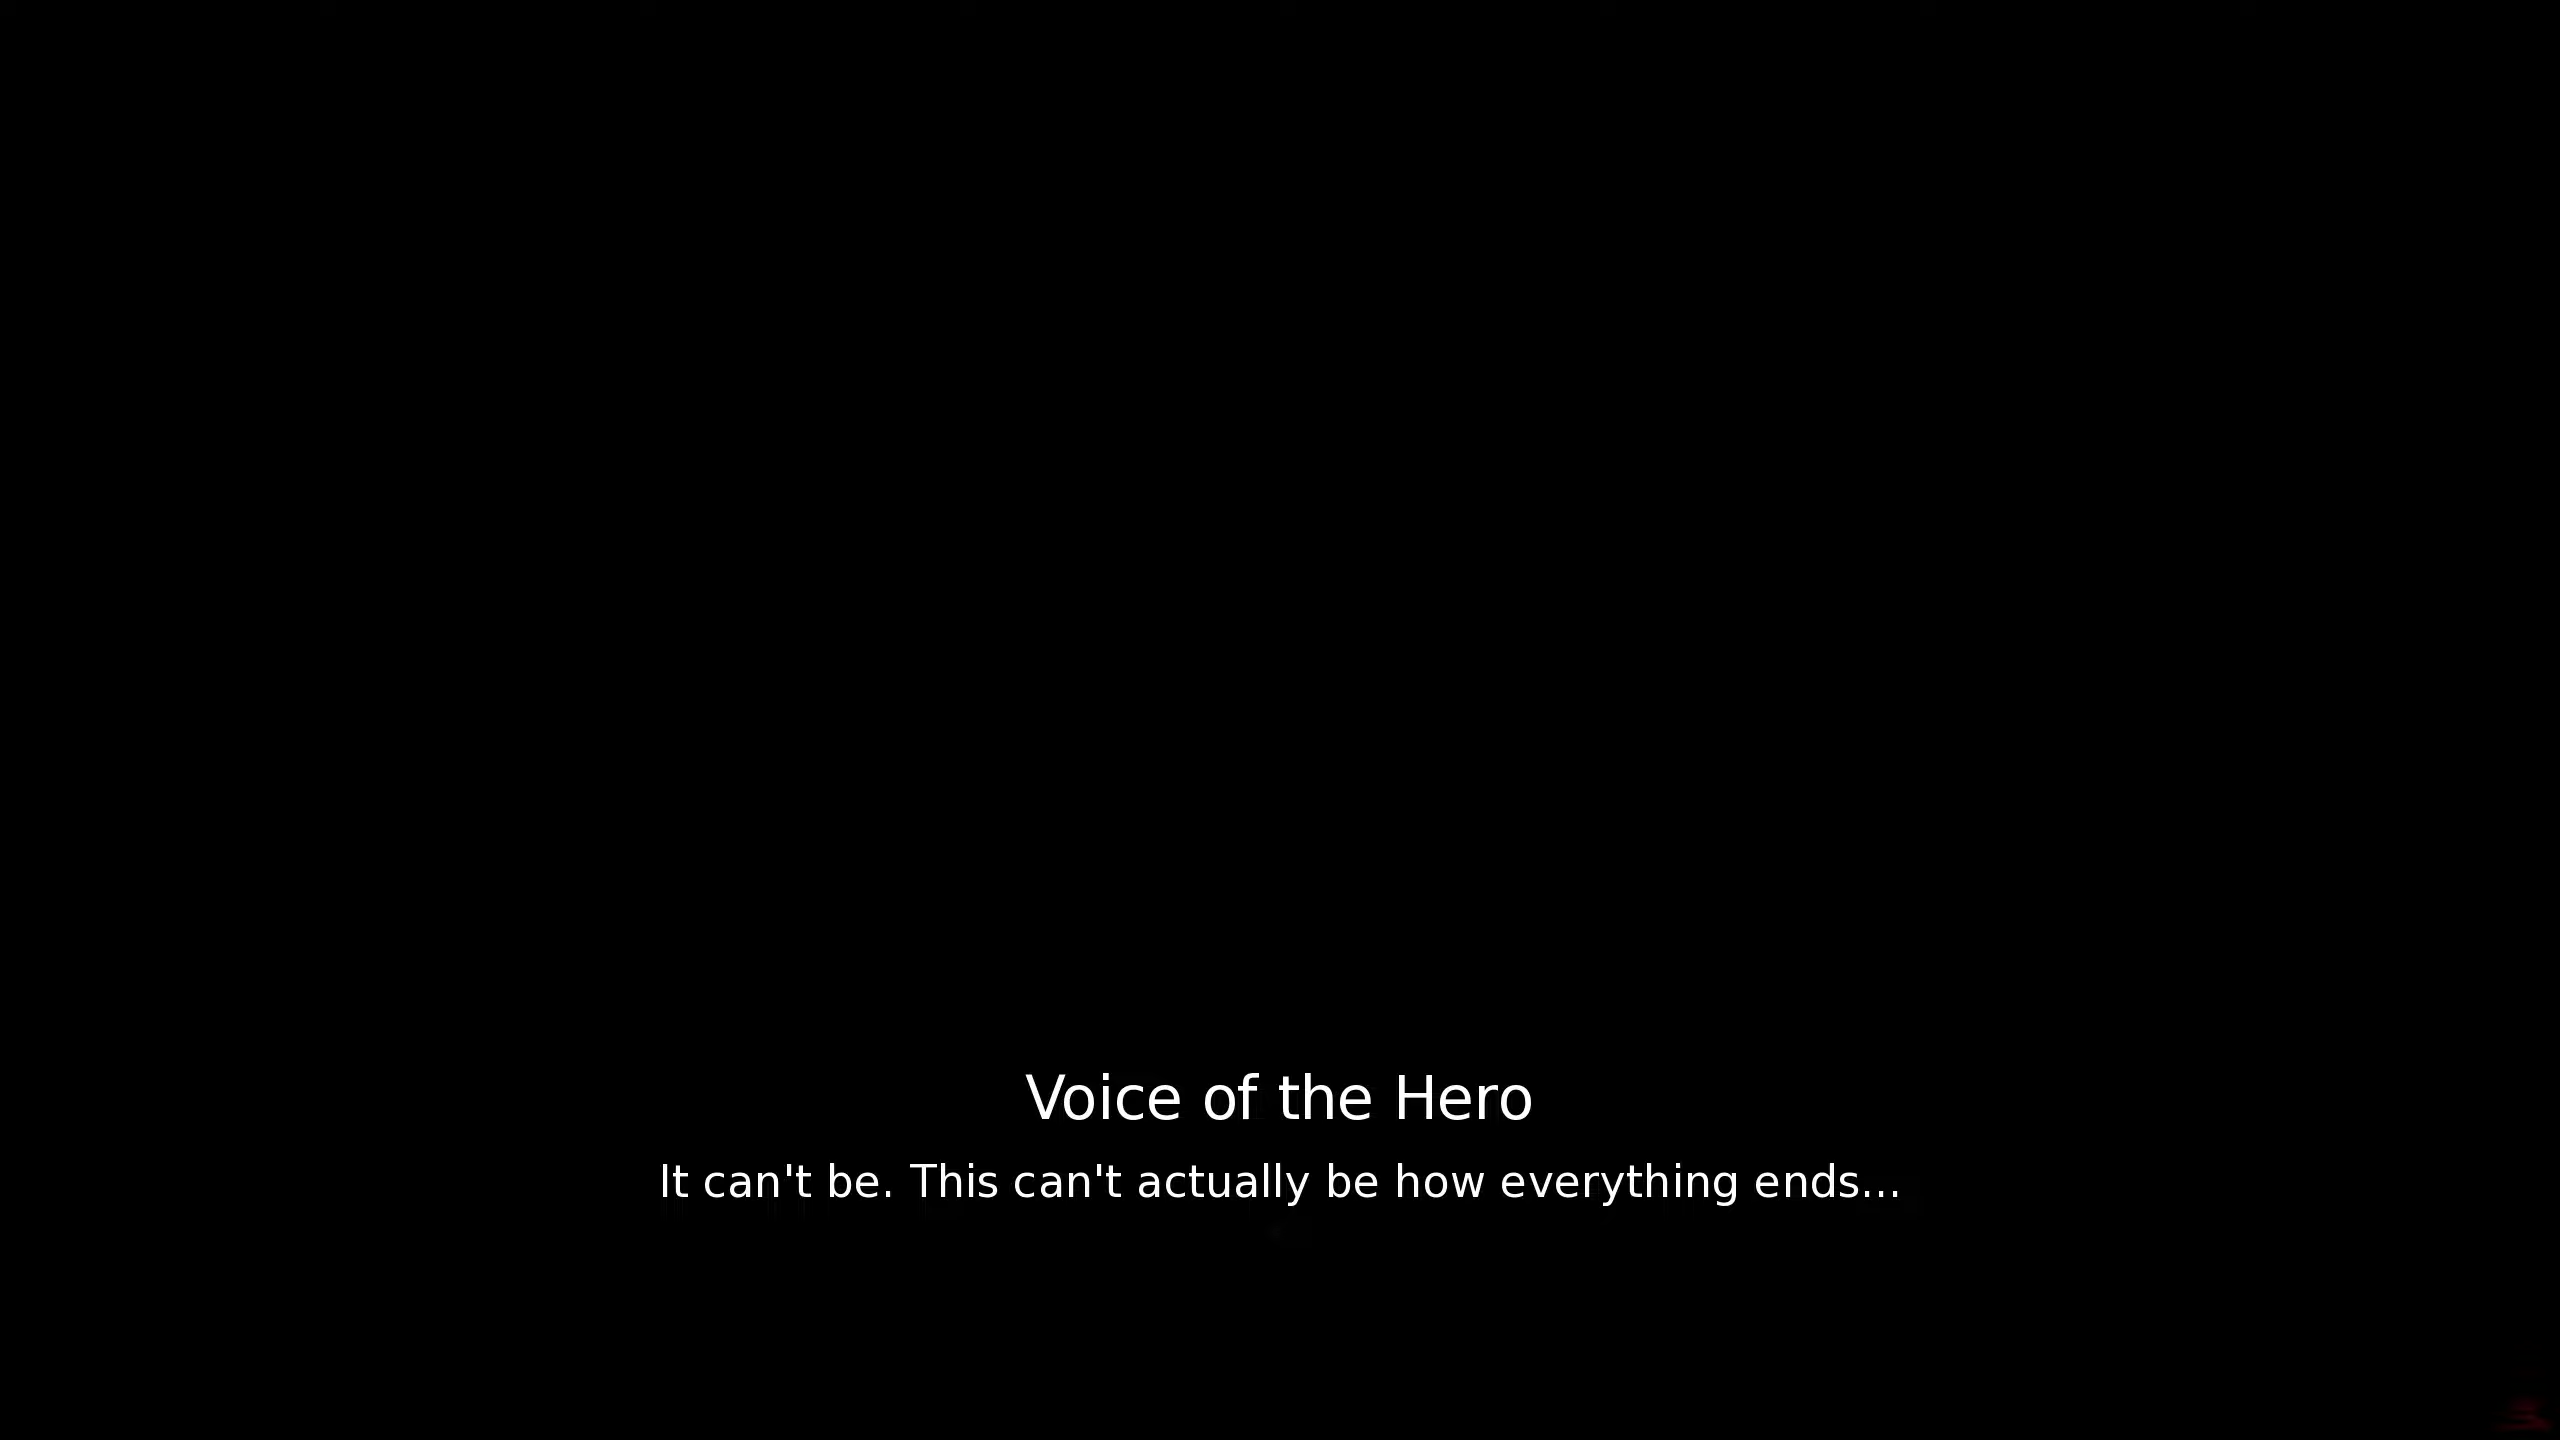 Voice of the Hero
It can't be. This can't actually be how everything ends...